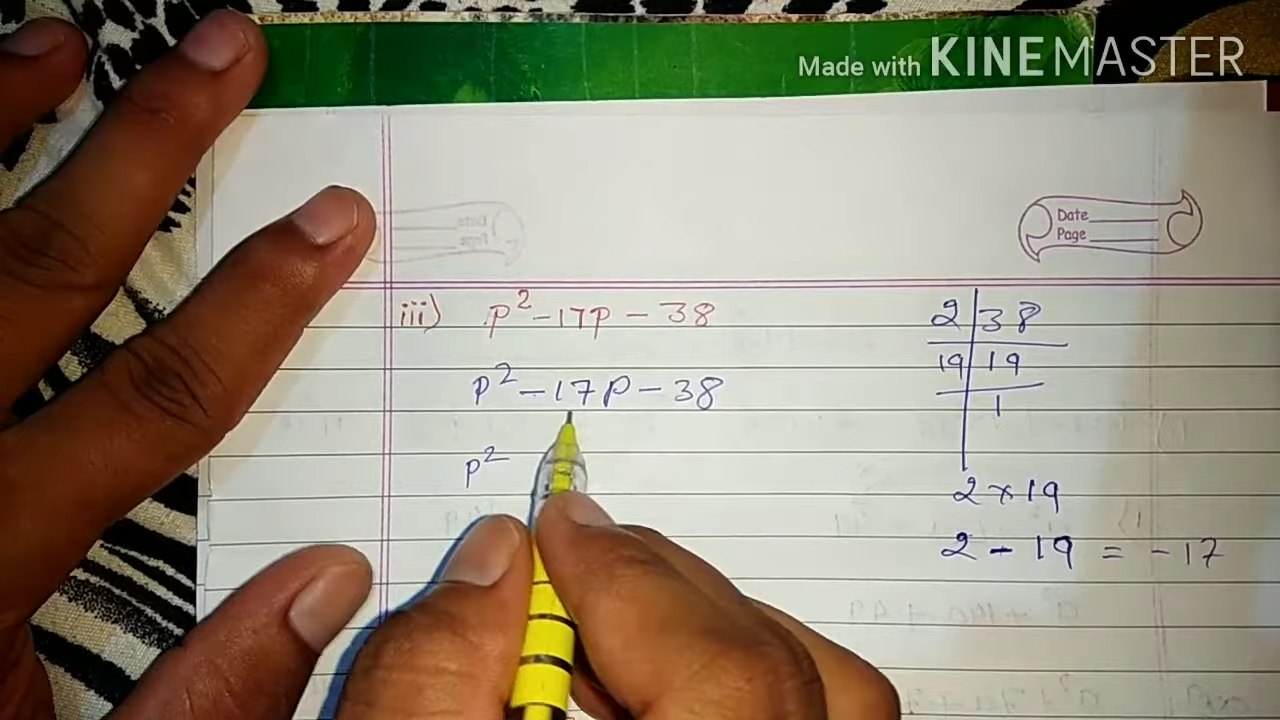 Made with KINEMASTER
Date
Page
iii) p² - 17p - 38
p² - 17p - 38
p²
2 | 38
19 | 19
1
2 × 19
2 - 19 = -17